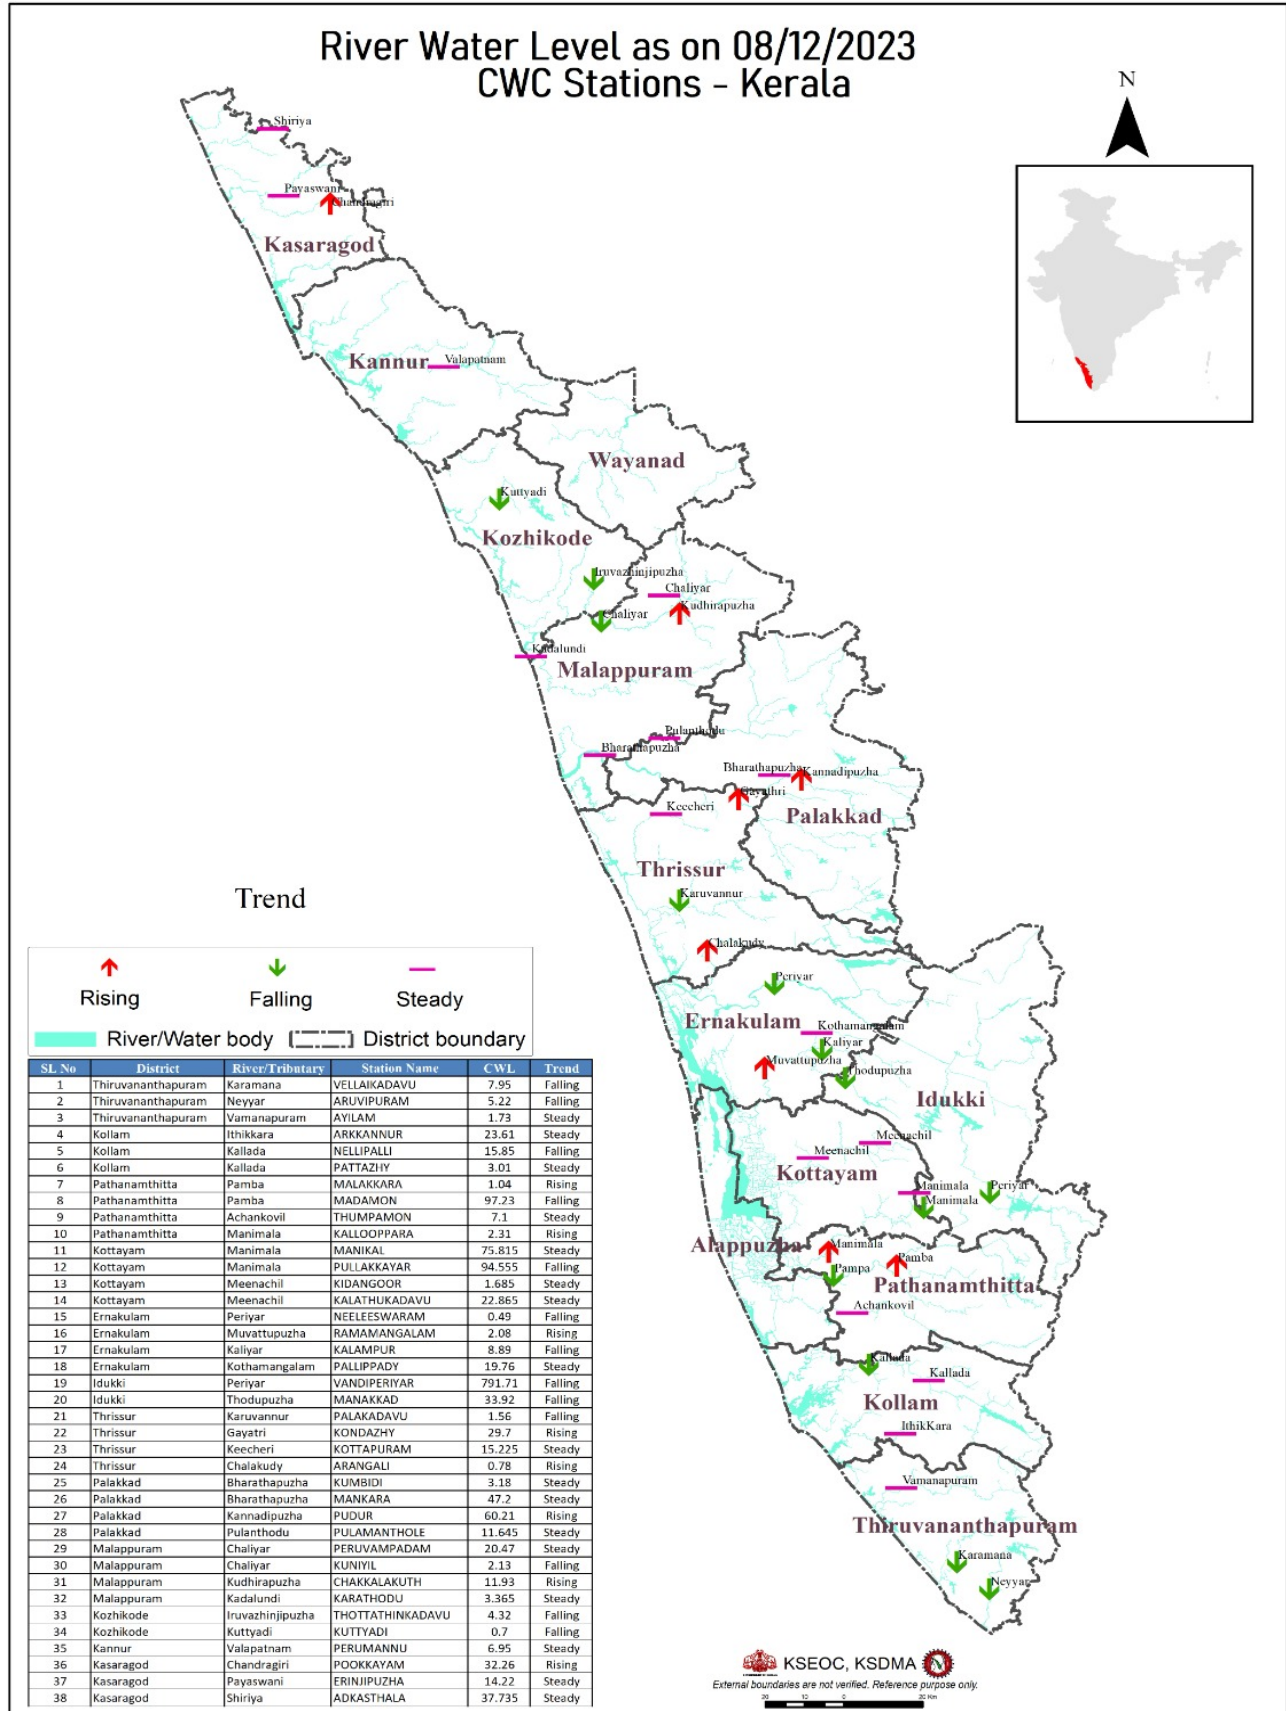 River Water Level as on 08/12/2023
CWC Stations - Kerala
N
Shiriya
Payaswani
Chandragiri
Kasaragod
Kannur
Valapatnam
Wayanad
Kuttyadi
Kozhikode
Iruvazhinjipuzha
Chaliyar
Kudhirapuzha
Chaliyar
Kadalundi
Malappuram
Pulanthodu
Bharathapuzha
Bharathapuzha
Kannadipuzha
Gayathri
Keecheri
Palakkad
Thrissur
Karuvannur
Chalakudy
Periyar
Ernakulam
Kothamangalam
Kaliyar
Muvattupuzha
Thodupuzha
Idukki
Meenachil
Meenachil
Kottayam
Manimala
Periyar
Manimala
Alappuzha
Manimala
Pamba
Pampa
Pathanamthitta
Achankovil
Kallada
Kallada
Kollam
IthikKara
Vamanapuram
Thiruvananthapuram
Karamana
Neyyar
Trend
Rising Falling Steady
River/Water body District boundary
SL No District River/Tributary Station Name CWL Trend
1 Thiruvananthapuram Karamana VELLAIKADAVU 7.95 Falling
2 Thiruvananthapuram Neyyar ARUVIPURAM 5.22 Falling
3 Thiruvananthapuram Vamanapuram AYILAM 1.73 Steady
4 Kollam Ithikkara ARKKANNUR 23.61 Steady
5 Kollam Kallada NELLIPALLI 15.85 Falling
6 Kollam Kallada PATTAZHY 3.01 Steady
7 Pathanamthitta Pamba MALAKKARA 1.04 Rising
8 Pathanamthitta Pamba MADAMON 97.23 Falling
9 Pathanamthitta Achankovil THUMPAMON 7.1 Steady
10 Pathanamthitta Manimala KALLOOPPARA 2.31 Rising
11 Kottayam Manimala MANIKAL 75.815 Steady
12 Kottayam Manimala PULLAKKAYAR 94.555 Falling
13 Kottayam Meenachil KIDANGOOR 1.685 Steady
14 Kottayam Meenachil KALATHUKADAVU 22.865 Steady
15 Ernakulam Periyar NEELEESWARAM 0.49 Falling
16 Ernakulam Muvattupuzha RAMAMANGALAM 2.08 Rising
17 Ernakulam Kaliyar KALAMPUR 8.89 Falling
18 Ernakulam Kothamangalam PALLIPPADY 19.76 Steady
19 Idukki Periyar VANDIPERIYAR 791.71 Falling
20 Idukki Thodupuzha MANAKKAD 33.92 Falling
21 Thrissur Karuvannur PALAKADAVU 1.56 Falling
22 Thrissur Gayatri KONDAZHY 29.7 Rising
23 Thrissur Keecheri KOTTAPURAM 15.225 Steady
24 Thrissur Chalakudy ARANGALI 0.78 Rising
25 Palakkad Bharathapuzha KUMBIDI 3.18 Steady
26 Palakkad Bharathapuzha MANKARA 47.2 Steady
27 Palakkad Kannadipuzha PUDUR 60.21 Rising
28 Palakkad Pulanthodu PULAMANTHOLE 11.645 Steady
29 Malappuram Chaliyar PERUVAMPADAM 20.47 Steady
30 Malappuram Chaliyar KUNIYIL 2.13 Falling
31 Malappuram Kudhirapuzha CHAKKALAKUTH 11.93 Rising
32 Malappuram Kadalundi KARATHODU 3.365 Steady
33 Kozhikode Iruvazhinjipuzha THOTTATHINKADAVU 4.32 Falling
34 Kozhikode Kuttyadi KUTTYADI 0.7 Falling
35 Kannur Valapatnam PERUMANNU 6.95 Steady
36 Kasaragod Chandragiri POOKKAYAM 32.26 Rising
37 Kasaragod Payaswani ERINJIPUZHA 14.22 Steady
38 Kasaragod Shiriya ADKASTHALA 37.735 Steady
KSEOC, KSDMA
External boundaries are not verified. Reference purpose only.
20 10 0 20 Km